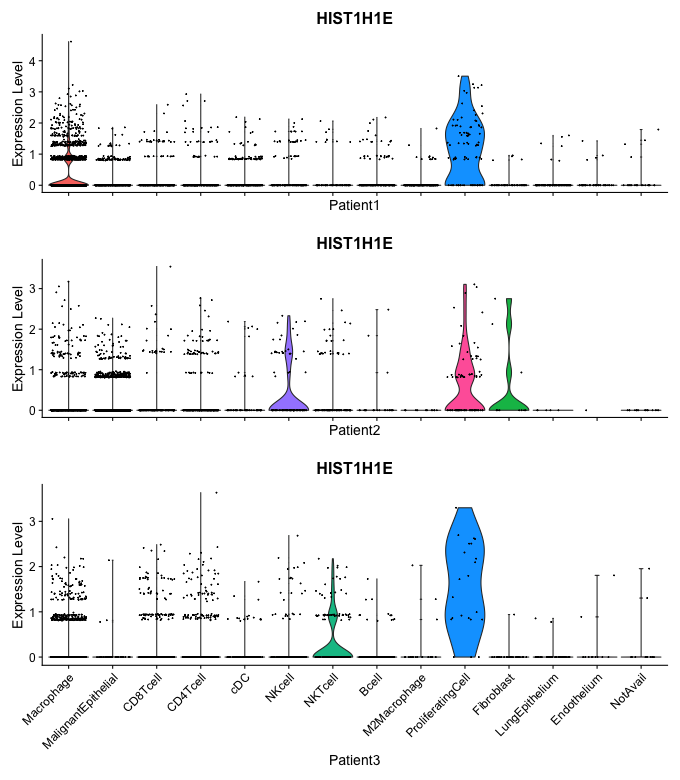 HIST1H1E
Expression Level
4
3
2
1
0
Patient1
HIST1H1E
Expression Level
3
2
1
0
Patient2
HIST1H1E
Expression Level
3
2
1
0
Macrophage
MalignantEpithelial
CD8Tcell
CD4Tcell
cDC
NKcell
NKTcell
Bcell
M2Macrophage
ProliferatingCell
Fibroblast
LungEpithelium
Endothelium
NotAvail
Patient3